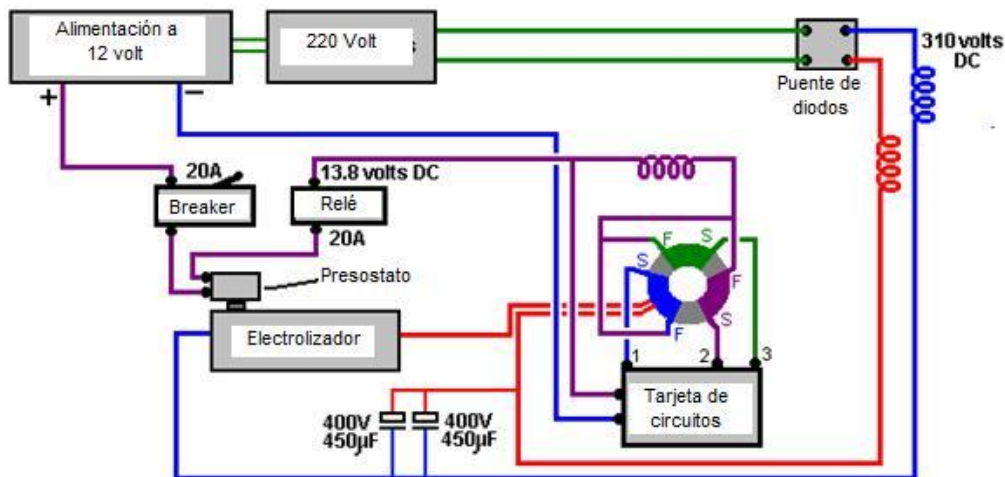 Alimentación a
12 volt
220 Volt
s
310 volts
DC
Puente de
diodos
+
−
20A
13.8 volts DC
Breaker
Relé
20A
Presostato
Electrolizador
F
S
S
F
F
S
1
2
3
Tarjeta de
circuitos
400V
450µF
400V
450µF